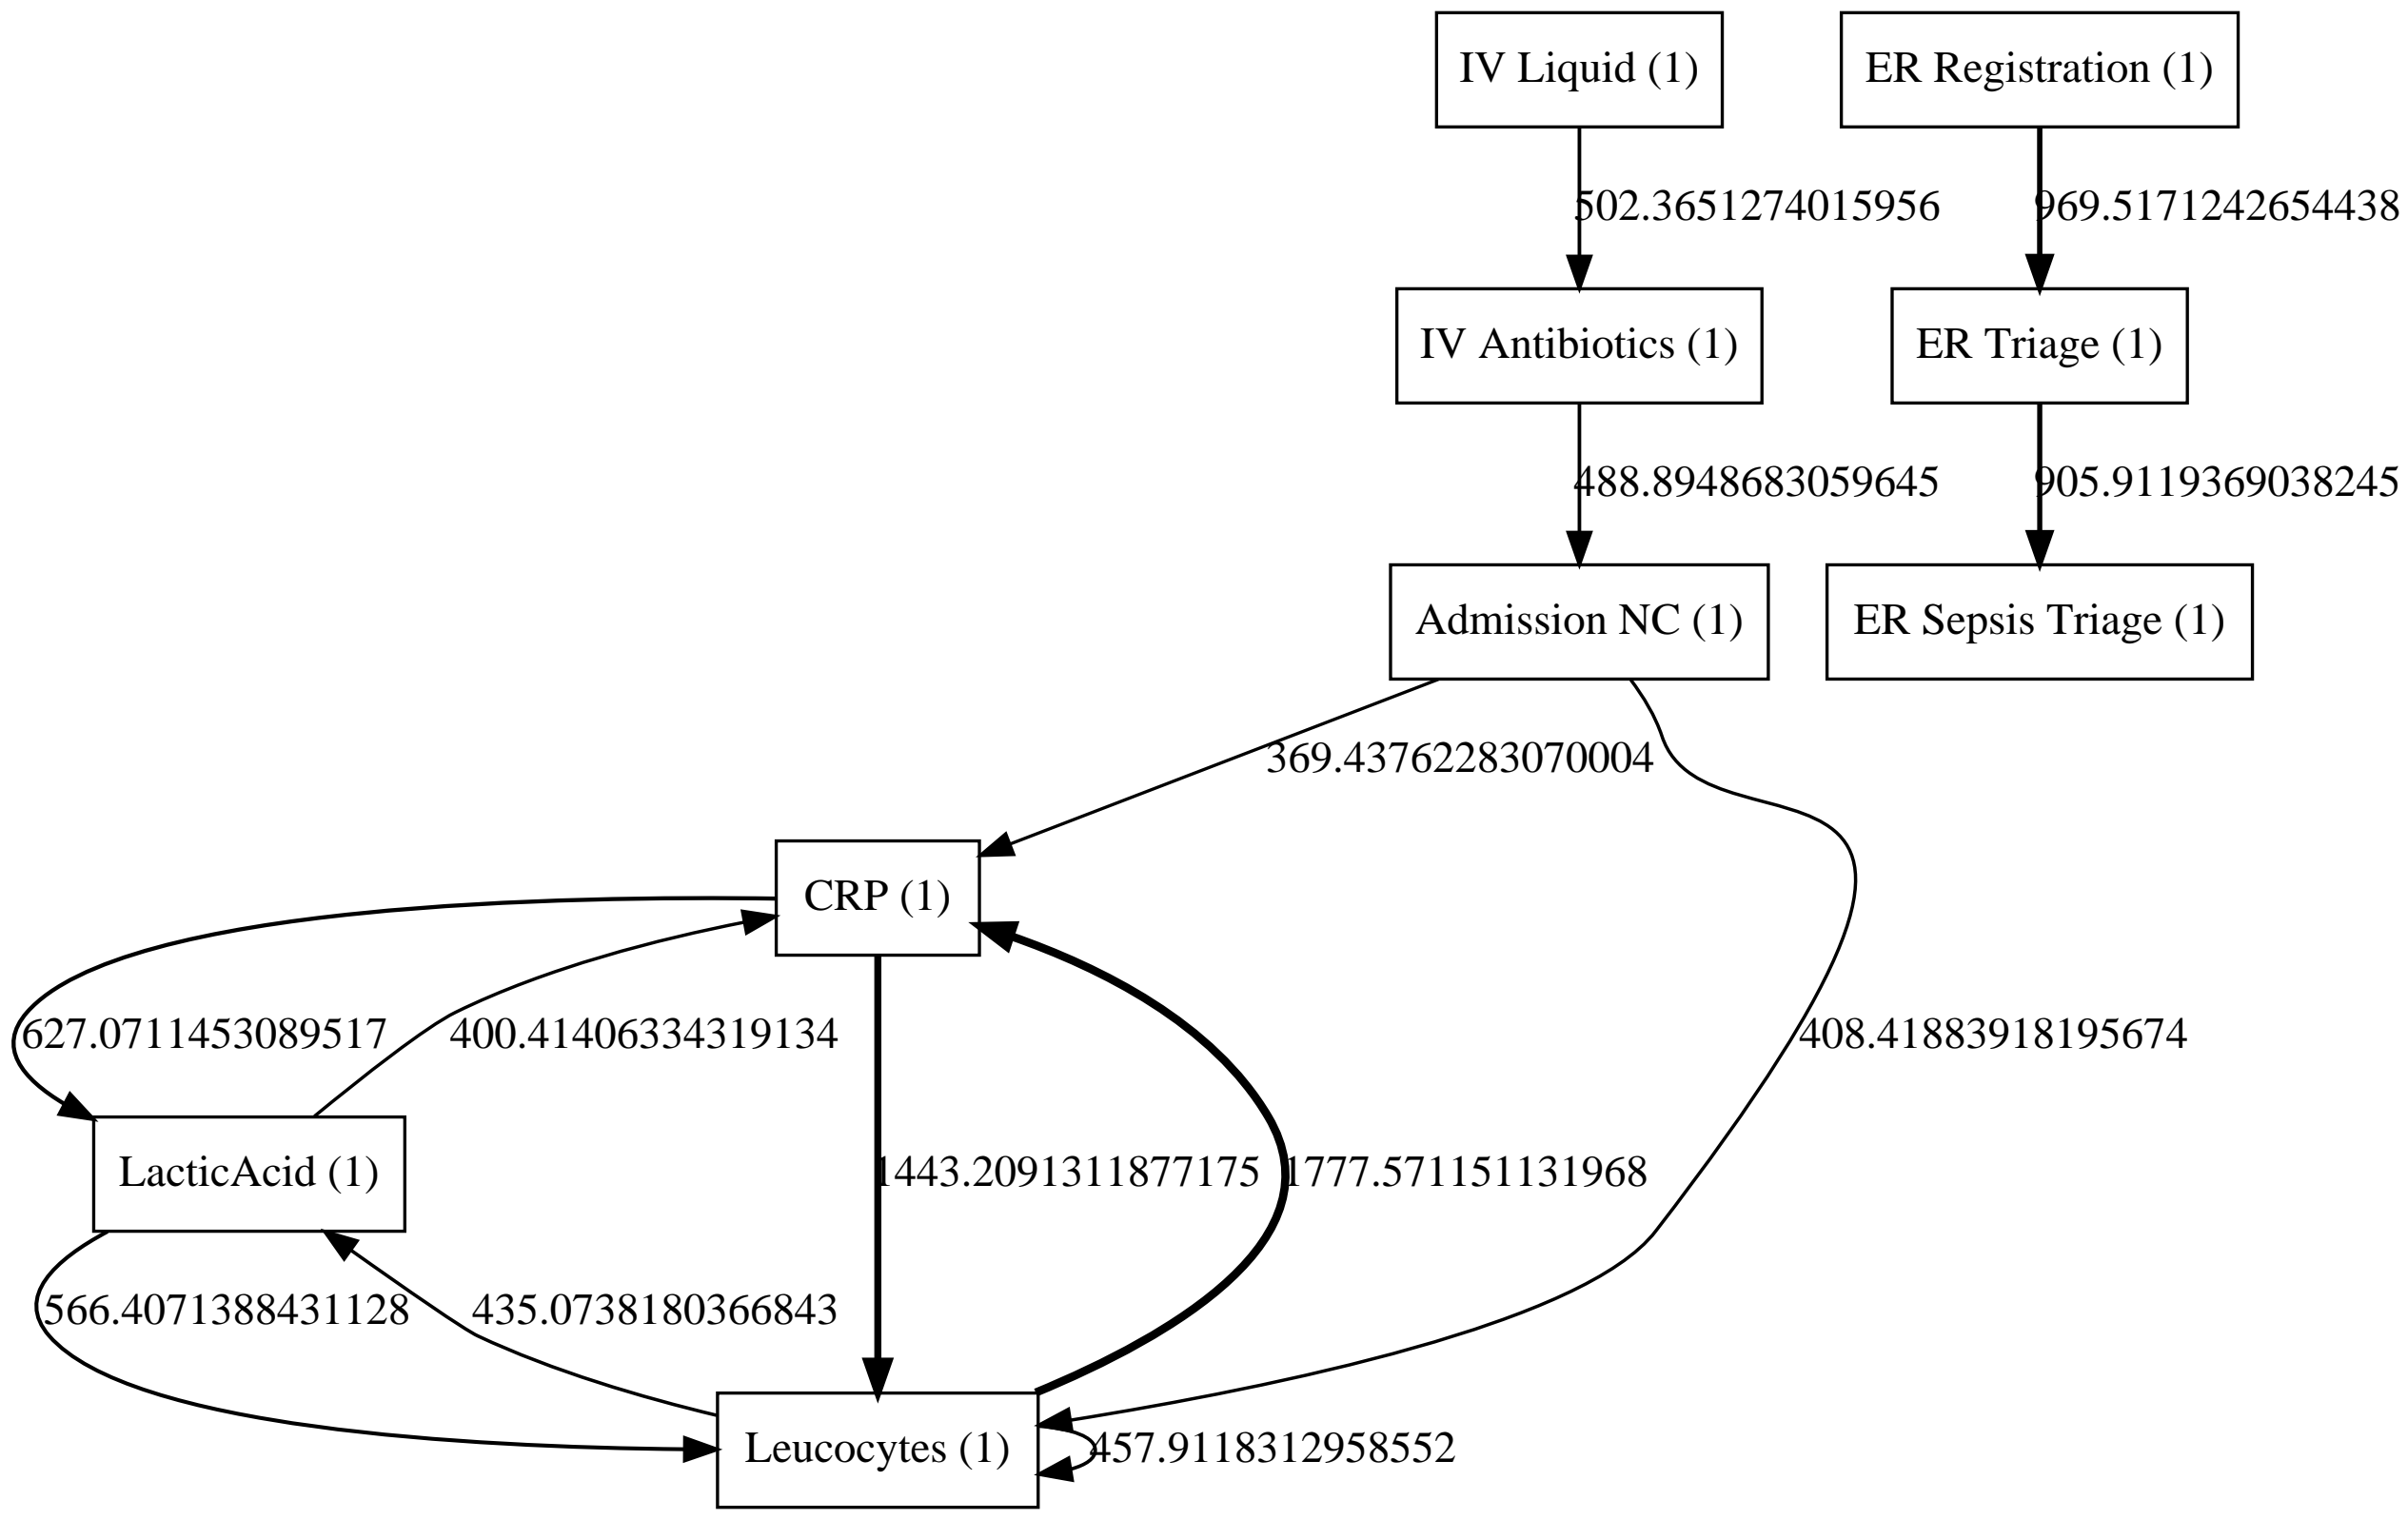 IV Liquid (1)
ER Registration (1)
502.3651274015956
969.5171242654438
IV Antibiotics (1)
ER Triage (1)
488.8948683059645
905.9119369038245
Admission NC (1)
ER Sepsis Triage (1)
369.43762283070004
CRP (1)
627.0711453089517
400.41406334319134
408.41883918195674
LacticAcid (1)
1443.2091311877175
1777.571151131968
566.4071388431128
435.0738180366843
Leucocytes (1)
457.9118312958552